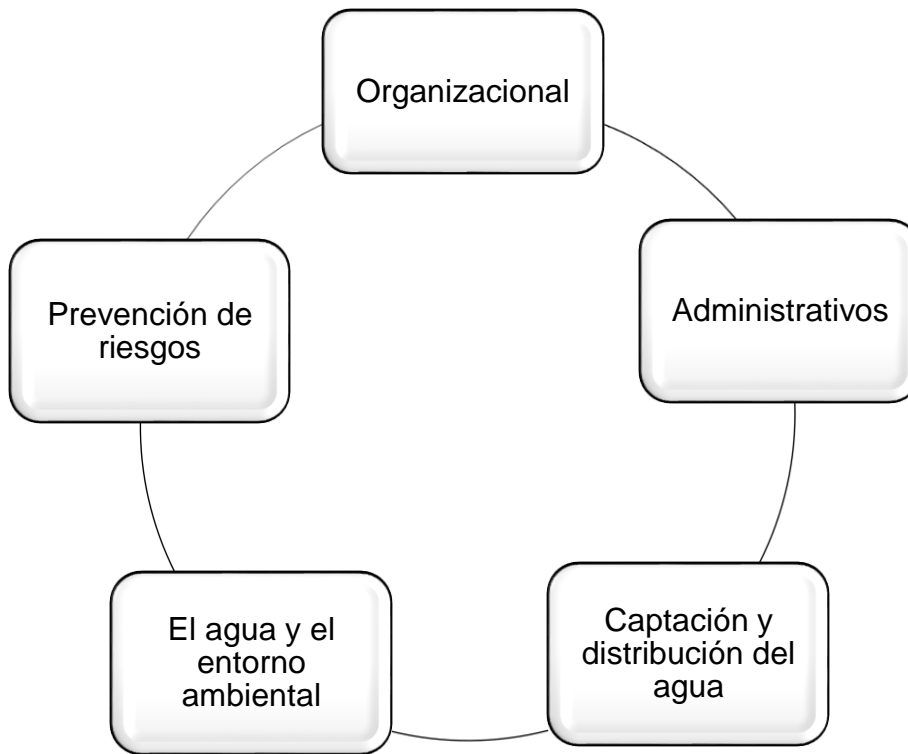 Organizacional
Administrativos
Captación y
distribución del
agua
El agua y el
entorno
ambiental
Prevención de
riesgos